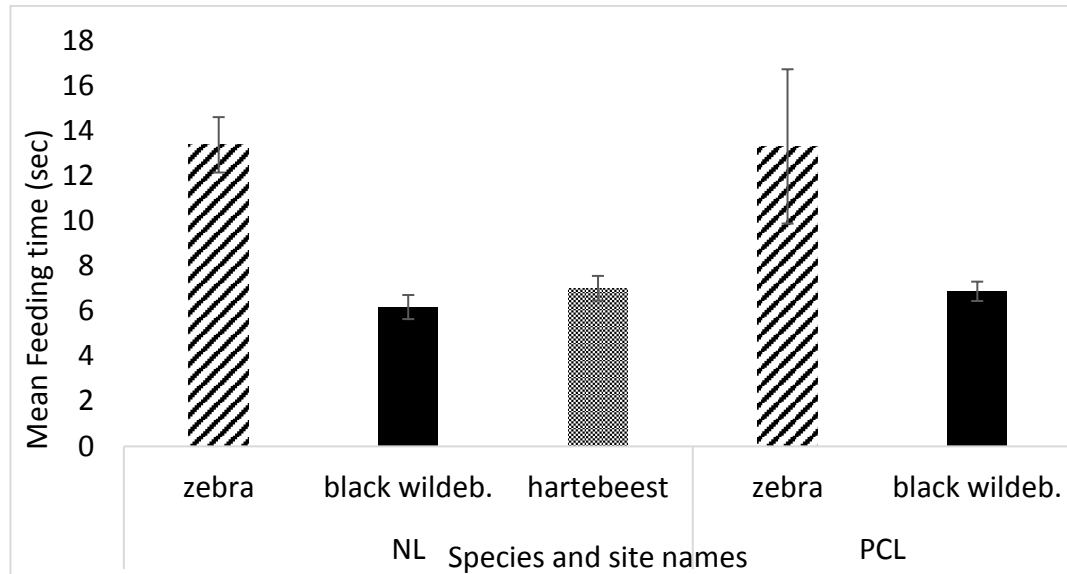 Mean Feeding time (sec)
18
16
14
12
10
8
6
4
2
0
zebra black wildeb. hartebeest zebra black wildeb.
NL PCL
Species and site names